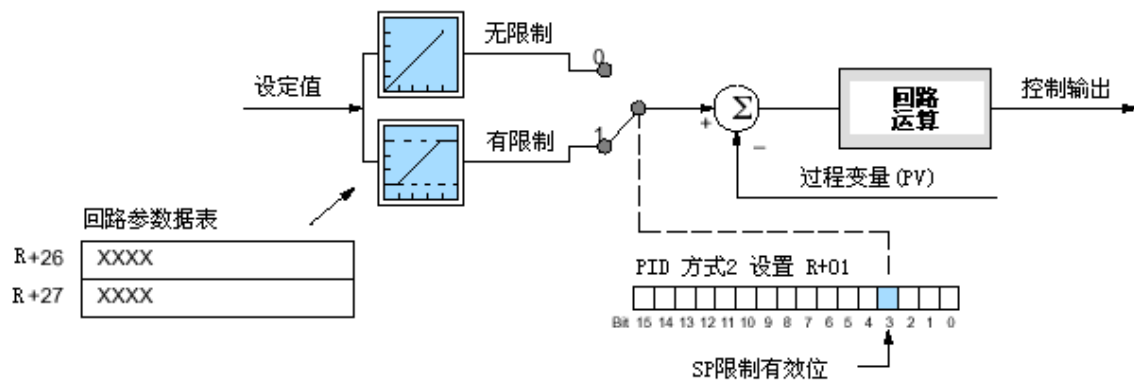 无限制
0
设定值
回路
运算
控制输出
Σ
+
1
有限制
−
过程变量(PV)
回路参数据表
R+26 XXXX
R+27 XXXX
PID 方式2 设置 R+01
Bit 15 14 13 12 11 10 9 8 7 6 5 4 3 2 1 0
SP限制有效位